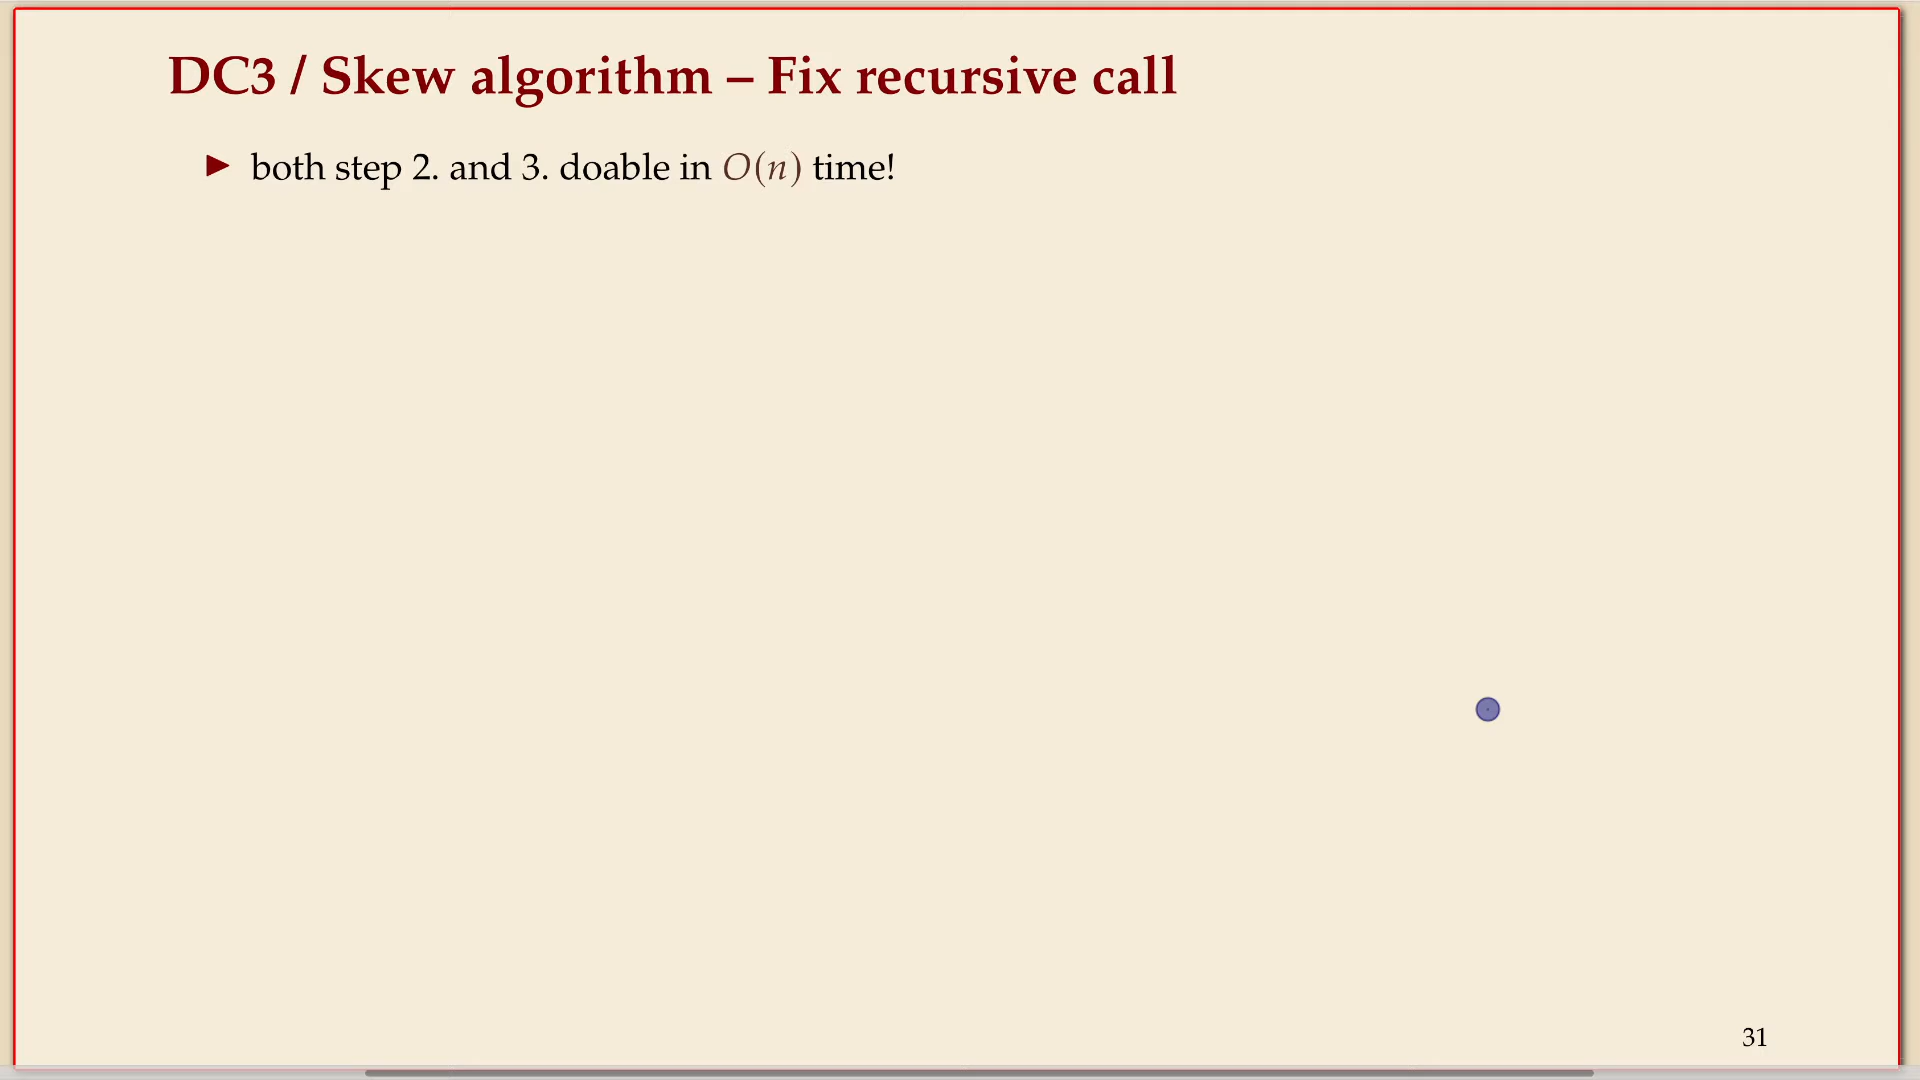 DC3 / Skew algorithm – Fix recursive call
▶ both step 2. and 3. doable in O(n) time!
31